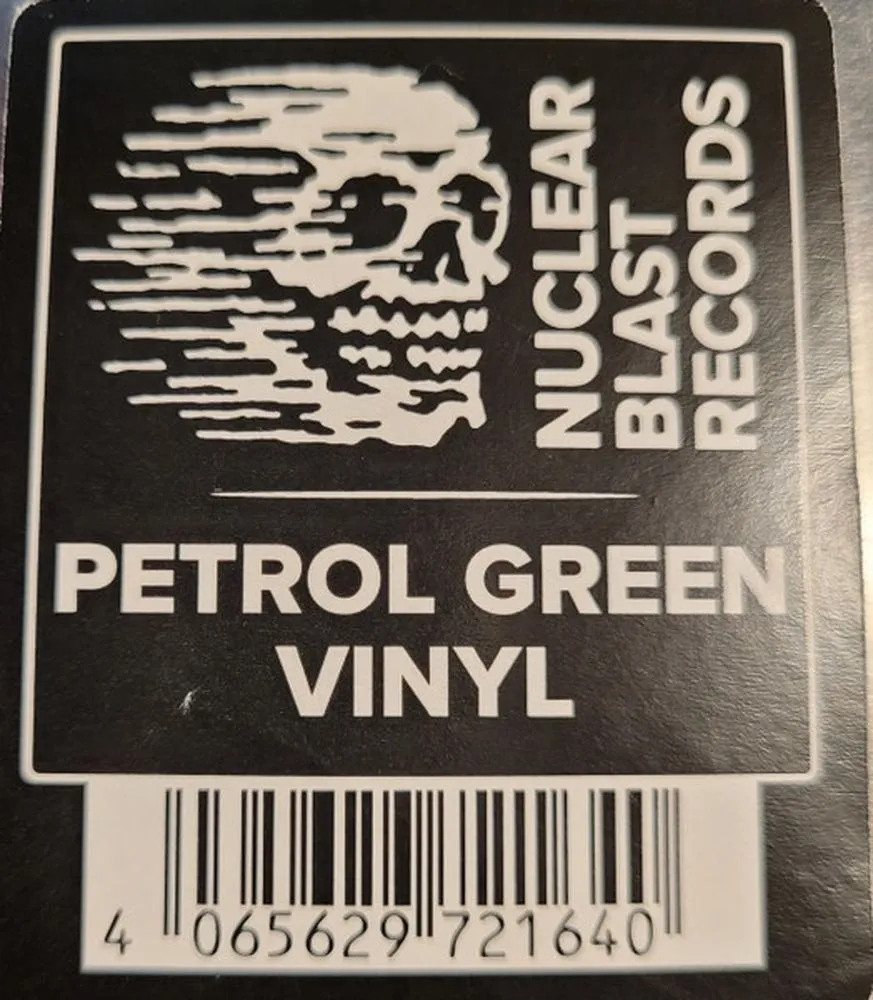 NUCLEAR
BLAST
RECORDS
PETROL GREEN
VINYL
4 065629 721640